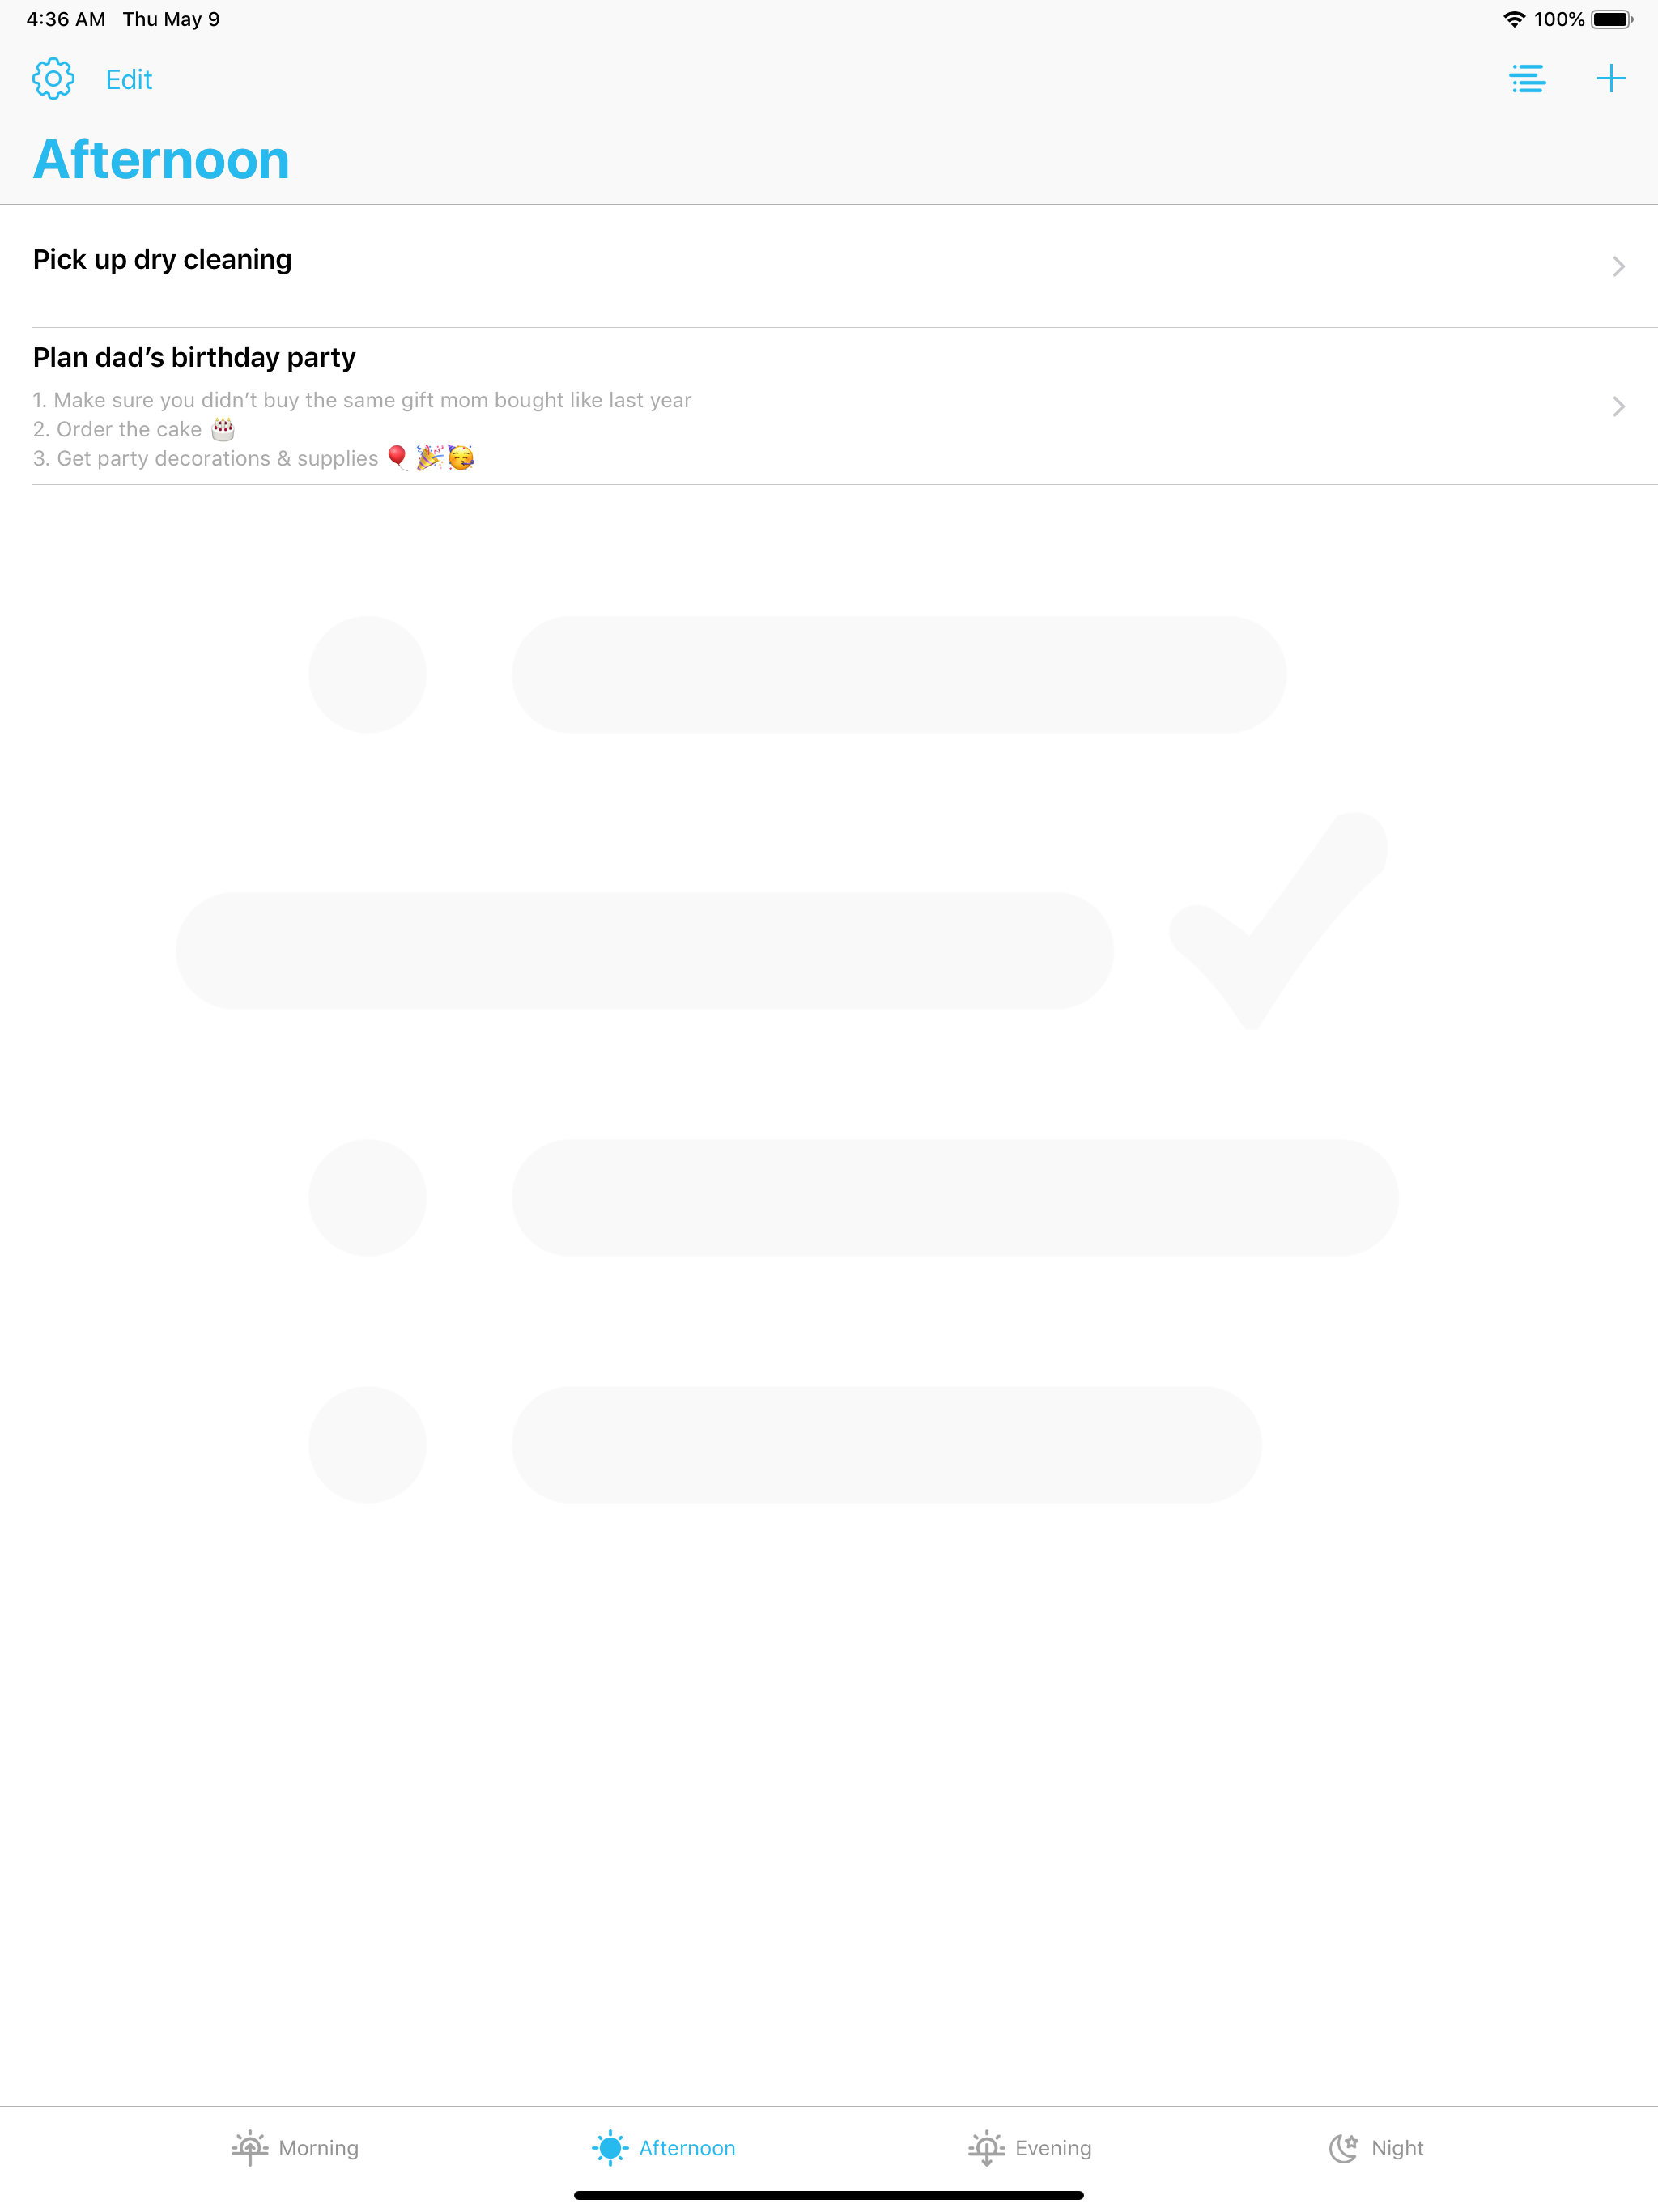 4:36 AM Thu May 9
100%
Edit
Afternoon
Pick up dry cleaning
Plan dad’s birthday party
1. Make sure you didn’t buy the same gift mom bought like last year
2. Order the cake 🎂
3. Get party decorations & supplies 🎈🎉🥳
Morning
Afternoon
Evening
Night